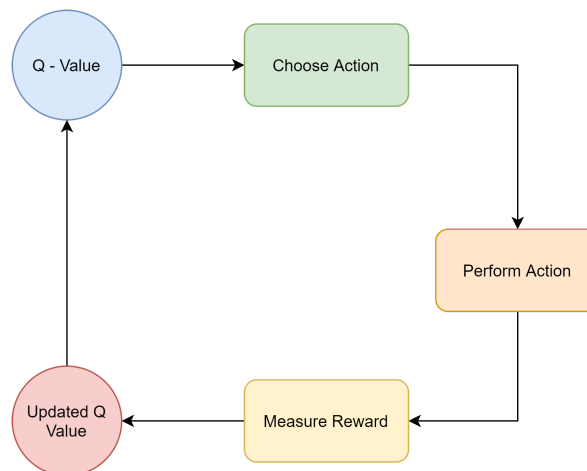 Q - Value
Choose Action
Perform Action
Measure Reward
Updated Q
Value